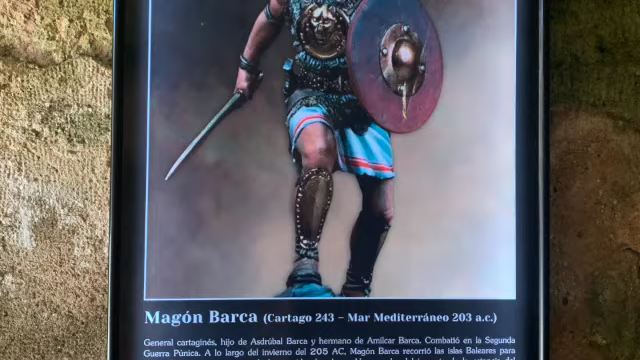 Magón Barca (Cartago 243 – Mar Mediterráneo 203 a.c.)
General cartaginés, hijo de Asdrúbal Barca y hermano de Amílcar Barca. Combatió en la Segunda
Guerra Púnica. A lo largo del invierno del 205 AC, Magón Barca recorrió las islas Baleares para